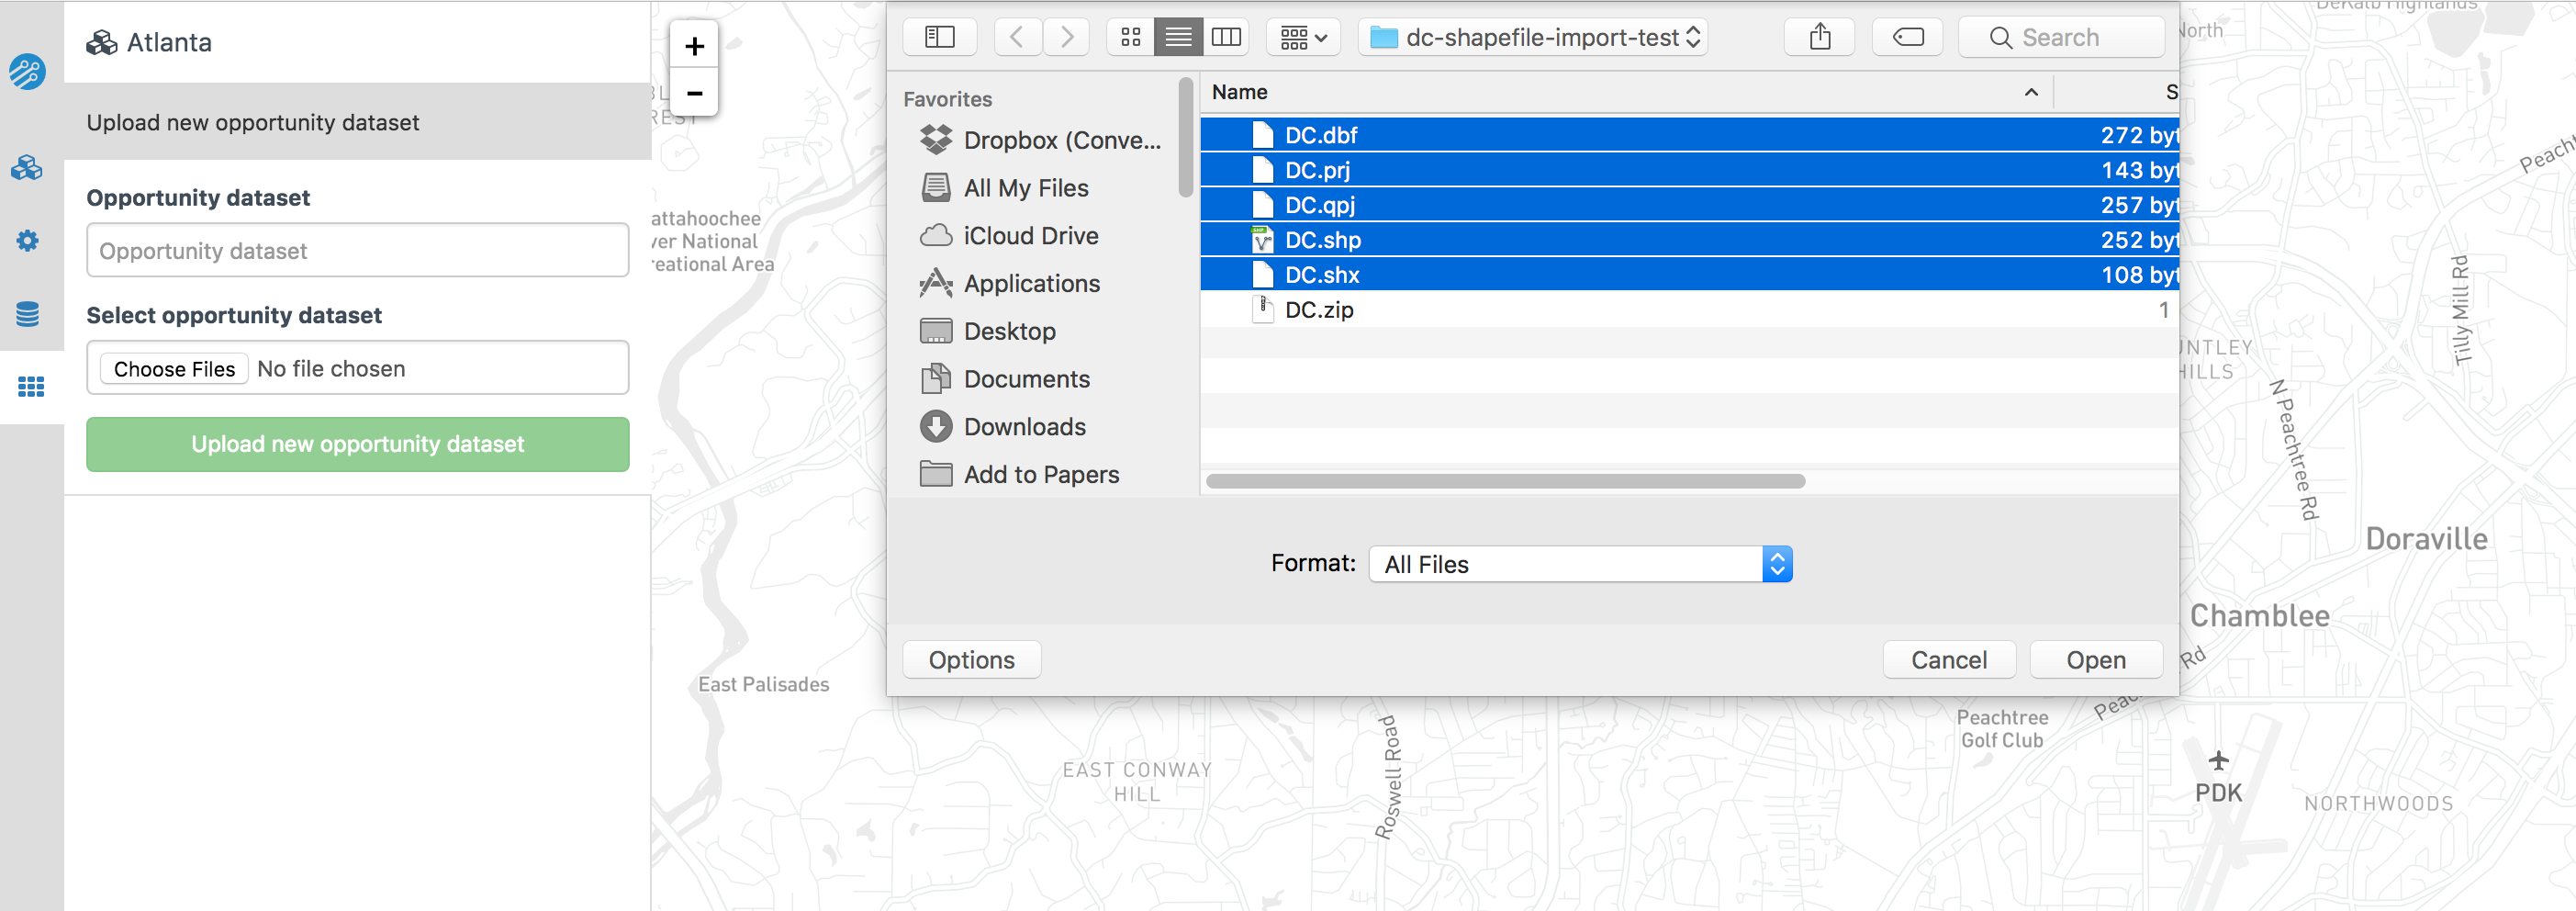 Atlanta
Upload new opportunity dataset
Opportunity dataset
Opportunity dataset
Select opportunity dataset
Choose Files No file chosen
Upload new opportunity dataset
+
−
dc-shapefile-import-test
Search
Favorites
Dropbox (Conve...
All My Files
iCloud Drive
Applications
Desktop
Documents
Downloads
Add to Papers
Name S
DC.dbf 272 byt
DC.prj 143 byt
DC.qpj 257 byt
DC.shp 252 byt
DC.shx 108 byt
DC.zip 1
Format: All Files
Options
Cancel
Open
attahoochee
ver National
reational Area
East Palisades
EAST CONWAY
HILL
Roswell Road
Peachtree
Golf Club
PDK
NORTHWOODS
Chamblee
Doraville
N Peachtree Rd
Tilly Mill Rd
UNTLEY
HILLS
North
DeKalb Highlands
Peacht
Peac
Rd